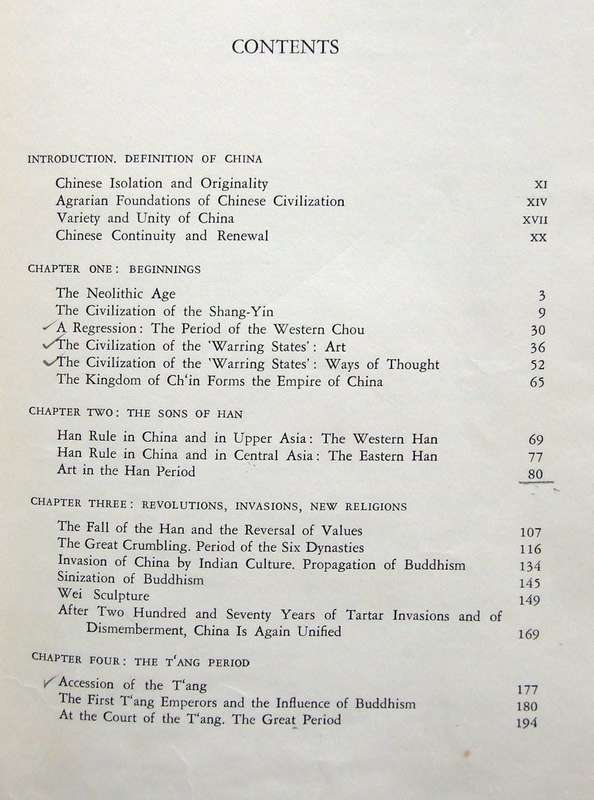 CONTENTS
INTRODUCTION. DEFINITION OF CHINA
Chinese Isolation and Originality XI
Agrarian Foundations of Chinese Civilization XIV
Variety and Unity of China XVII
Chinese Continuity and Renewal XX
CHAPTER ONE: BEGINNINGS
The Neolithic Age 3
The Civilization of the Shang-Yin 9
A Regression: The Period of the Western Chou 30
The Civilization of the 'Warring States': Art 36
The Civilization of the 'Warring States': Ways of Thought 52
The Kingdom of Ch'in Forms the Empire of China 65
CHAPTER TWO: THE SONS OF HAN
Han Rule in China and in Upper Asia: The Western Han 69
Han Rule in China and in Central Asia: The Eastern Han 77
Art in the Han Period 80
CHAPTER THREE: REVOLUTIONS, INVASIONS, NEW RELIGIONS
The Fall of the Han and the Reversal of Values 107
The Great Crumbling. Period of the Six Dynasties 116
Invasion of China by Indian Culture. Propagation of Buddhism 134
Sinization of Buddhism 145
Wei Sculpture 149
After Two Hundred and Seventy Years of Tartar Invasions and of
Dismemberment, China Is Again Unified 169
CHAPTER FOUR: THE T'ANG PERIOD
Accession of the T'ang 177
The First T'ang Emperors and the Influence of Buddhism 180
At the Court of the T'ang. The Great Period 194